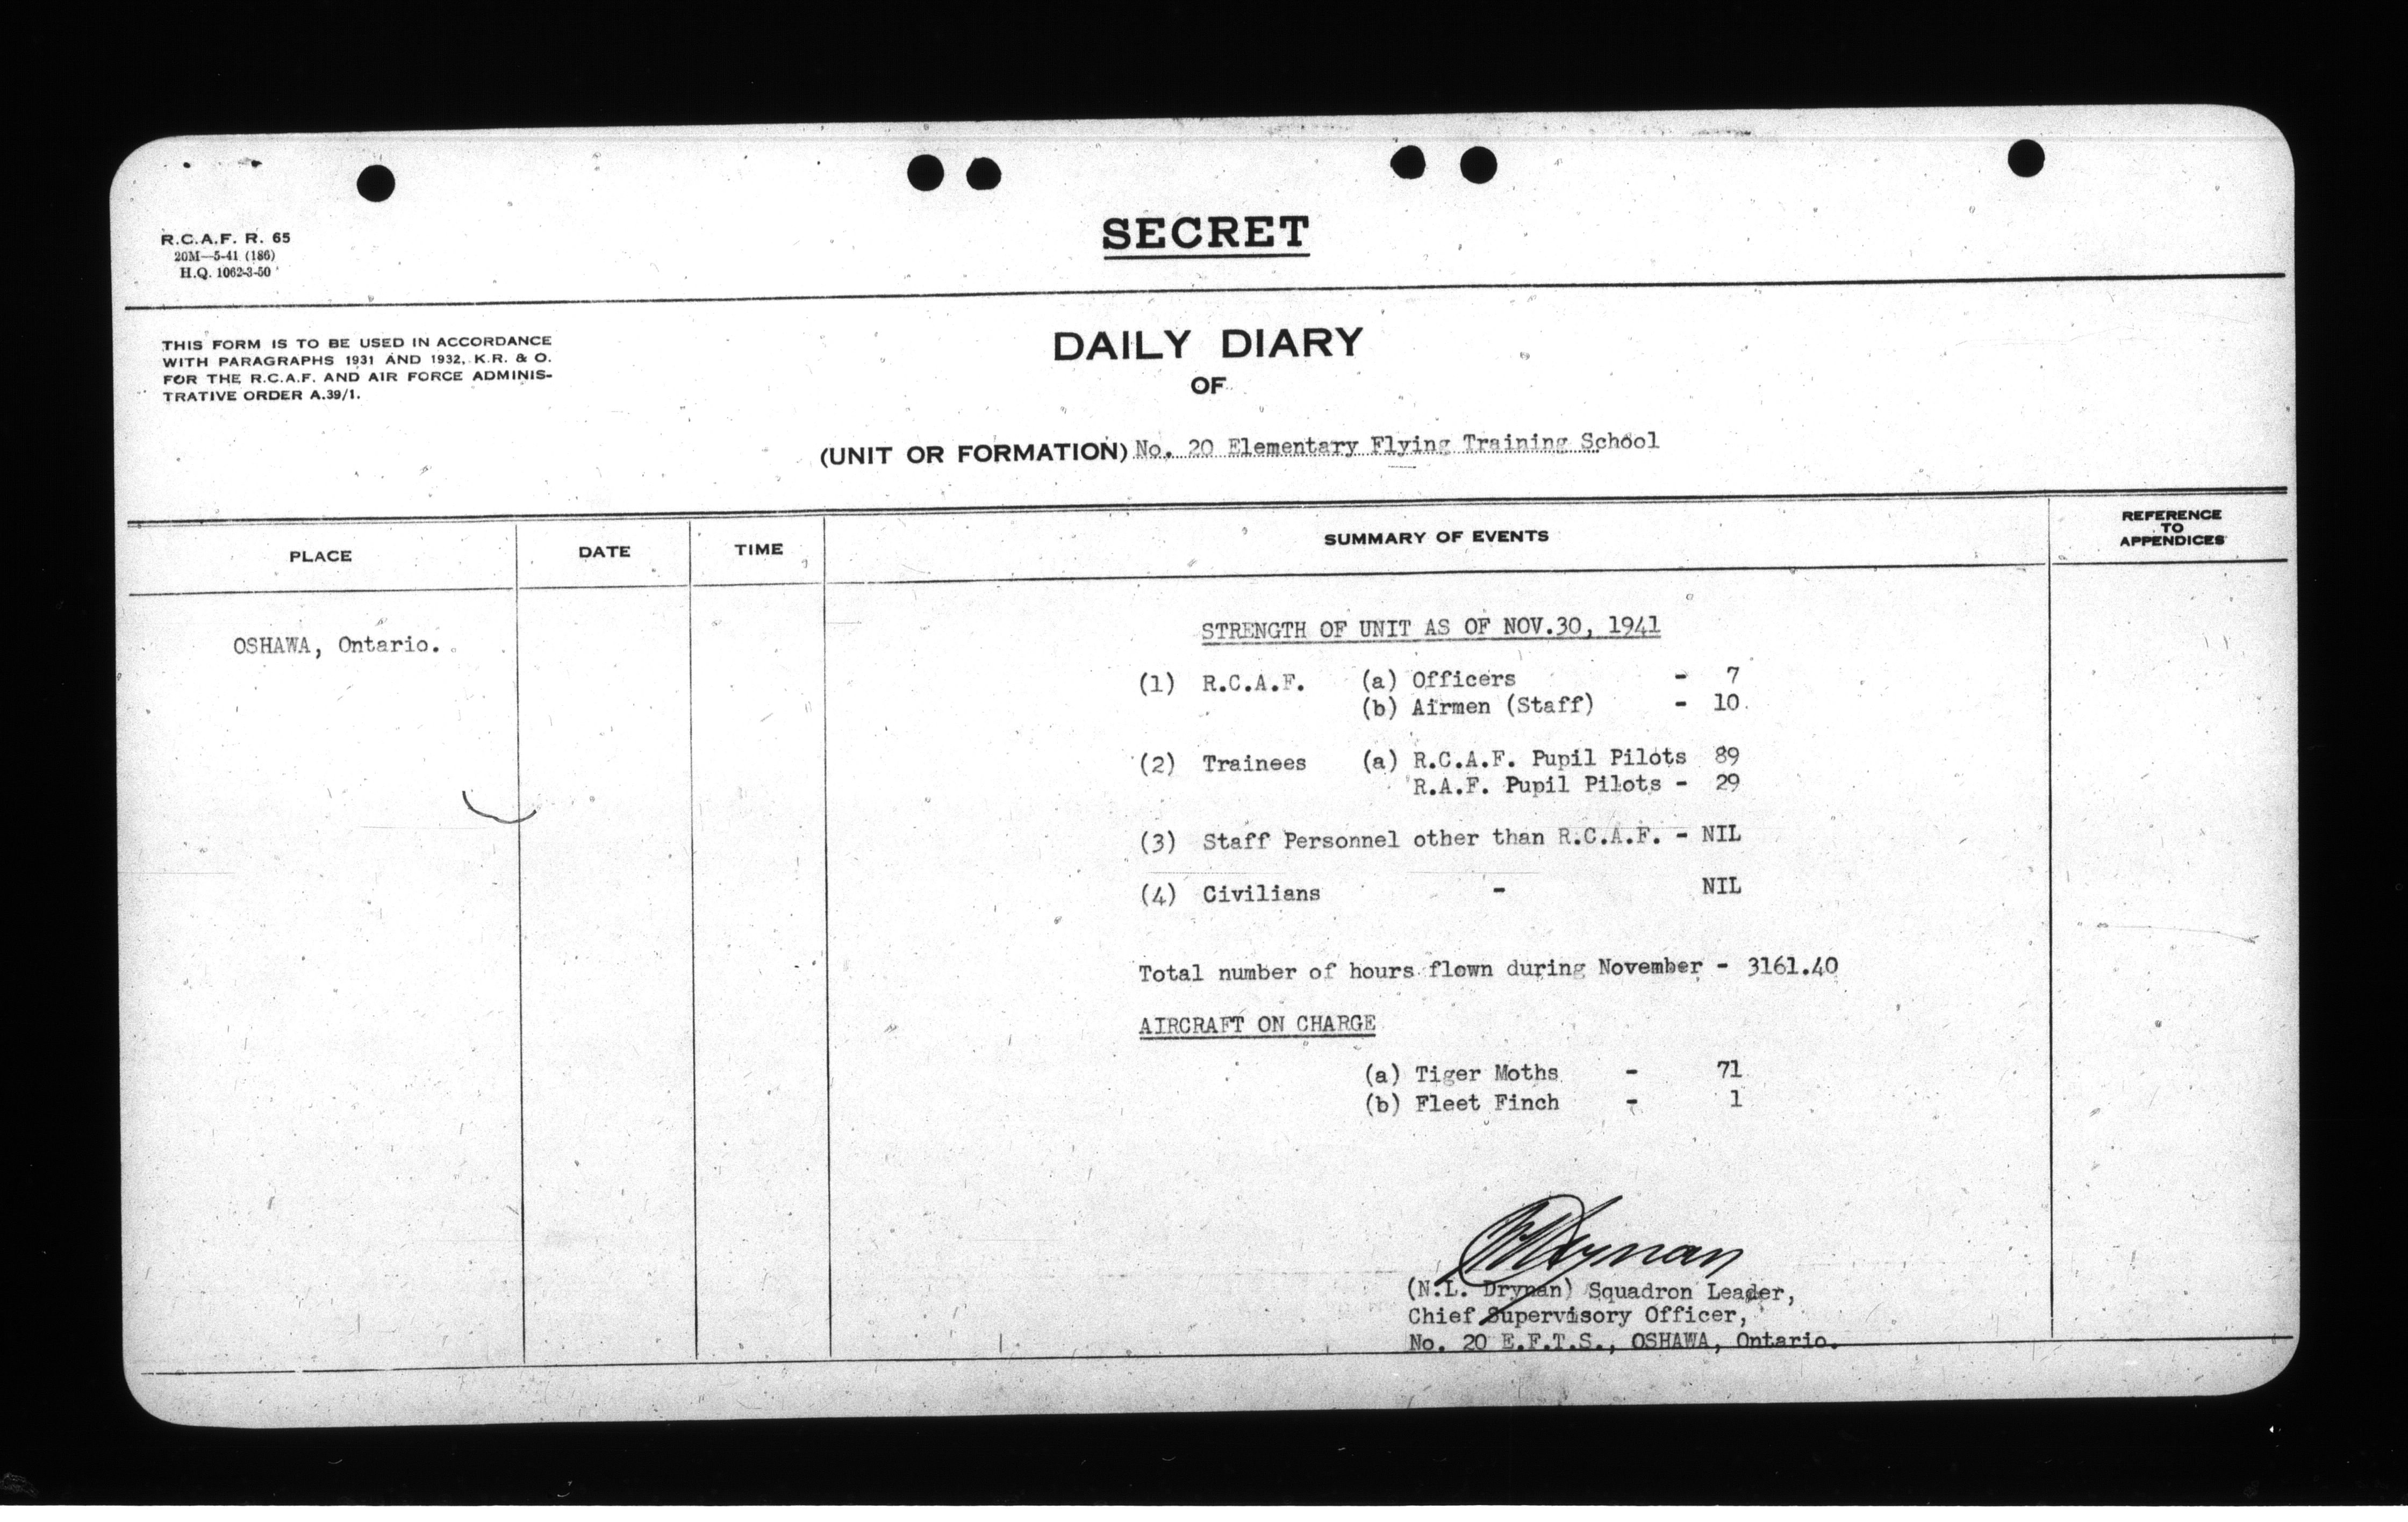 SECRET
R.C.A.F. R. 65
20M—5-41 (186)
H.Q. 1062-3-50
THIS FORM IS TO BE USED IN ACCORDANCE
WITH PARAGRAPHS 1931 AND 1932, K.R. & O.
FOR THE R.C.A.F. AND AIR FORCE ADMINIS-
TRATIVE ORDER A.39/1.
DAILY DIARY
OF
(UNIT OR FORMATION) No. 20 Elementary Flying Training School
PLACE DATE TIME SUMMARY OF EVENTS REFERENCE
TO
APPENDICES
OSHAWA, Ontario.
STRENGTH OF UNIT AS OF NOV.30, 1941
(1) R.C.A.F. (a) Officers - 7
(b) Airmen (Staff) - 10
(2) Trainees (a) R.C.A.F. Pupil Pilots 89
R.A.F. Pupil Pilots - 29
(3) Staff Personnel other than R.C.A.F. - NIL
(4) Civilians - NIL
Total number of hours flown during November - 3161.40
AIRCRAFT ON CHARGE
(a) Tiger Moths - 71
(b) Fleet Finch - 1
NLDrynan
(N.L. Drynan) Squadron Leader,
Chief Supervisory Officer,
No. 20 E.F.T.S., OSHAWA, Ontario.